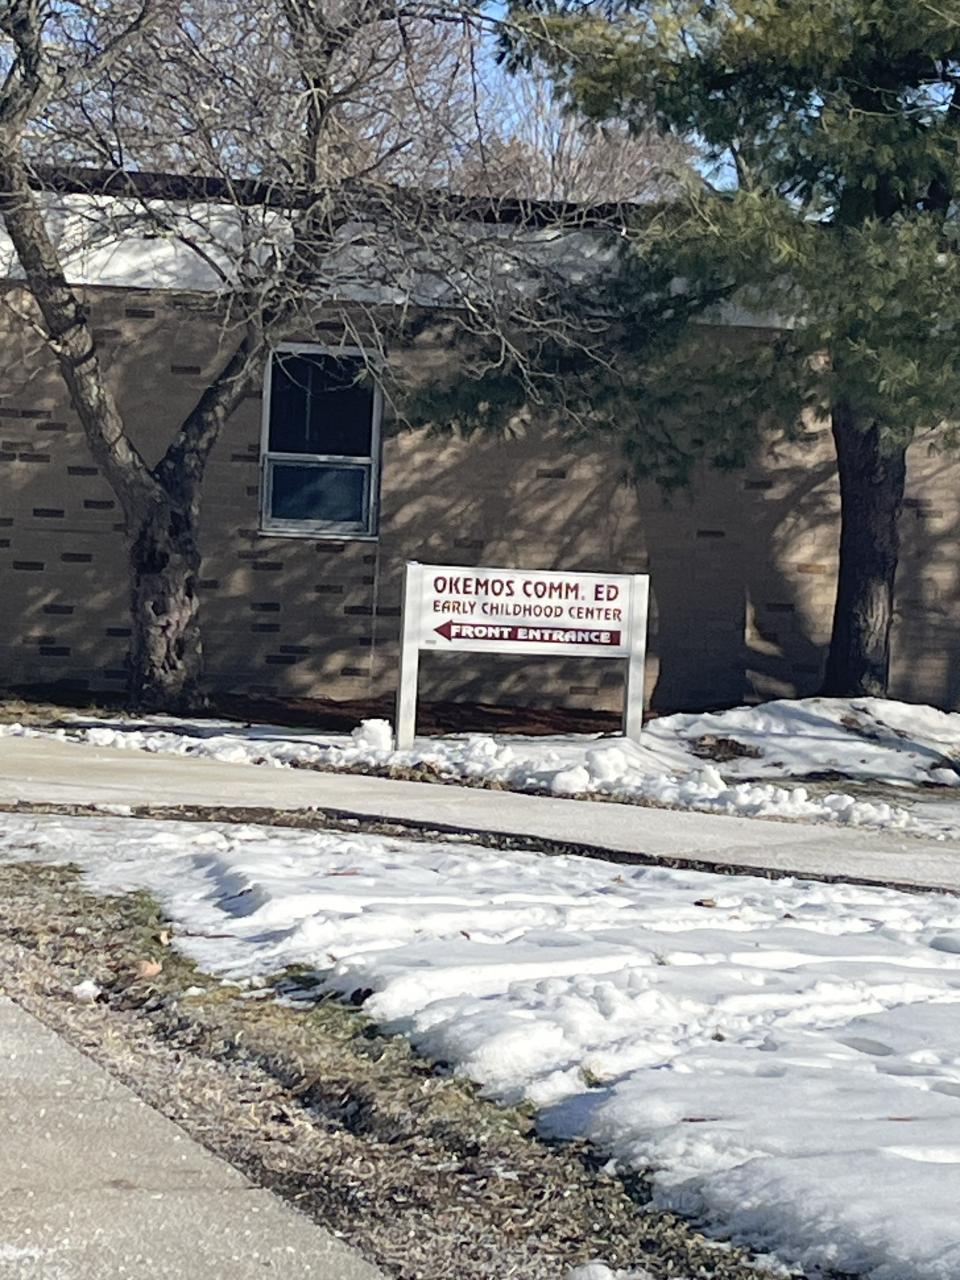 OKEMOS COMM. ED
EARLY CHILDHOOD CENTER
FRONT ENTRANCE